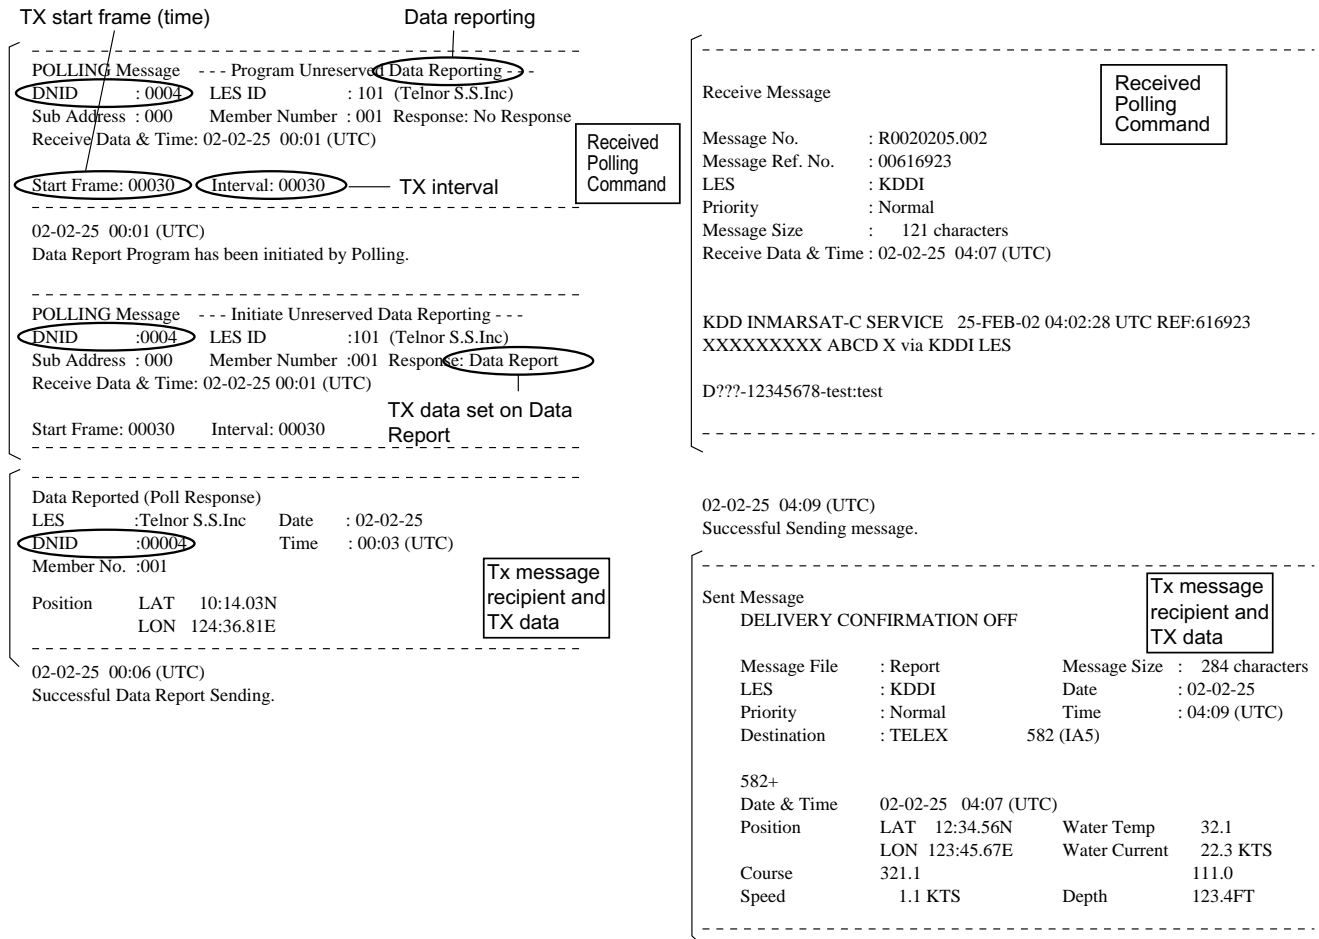 TX start frame (time)
Data reporting
POLLING Message - - - Program Unreserved Data Reporting - - -
DNID : 0004 LES ID : 101 (Telnor S.S.Inc)
Sub Address : 000 Member Number : 001 Response: No Response
Receive Data & Time: 02-02-25 00:01 (UTC)
Received
Polling
Command
Start Frame: 00030 Interval: 00030
TX interval
02-02-25 00:01 (UTC)
Data Report Program has been initiated by Polling.
POLLING Message - - - Initiate Unreserved Data Reporting - - -
DNID :0004 LES ID :101 (Telnor S.S.Inc)
Sub Address : 000 Member Number :001 Response: Data Report
Receive Data & Time: 02-02-25 00:01 (UTC)
TX data set on Data
Report
Start Frame: 00030 Interval: 00030
Data Reported (Poll Response)
LES :Telnor S.S.Inc Date : 02-02-25
DNID :00004 Time : 00:03 (UTC)
Member No. :001
Tx message
recipient and
TX data
Position LAT 10:14.03N
LON 124:36.81E
02-02-25 00:06 (UTC)
Successful Data Report Sending.
Receive Message
Received
Polling
Command
Message No. : R0020205.002
Message Ref. No. : 00616923
LES : KDDI
Priority : Normal
Message Size : 121 characters
Receive Data & Time : 02-02-25 04:07 (UTC)
KDD INMARSAT-C SERVICE 25-FEB-02 04:02:28 UTC REF:616923
XXXXXXXXX ABCD X via KDDI LES
D???-12345678-test:test
02-02-25 04:09 (UTC)
Successful Sending message.
Sent Message
DELIVERY CONFIRMATION OFF
Tx message
recipient and
TX data
Message File : Report Message Size : 284 characters
LES : KDDI Date : 02-02-25
Priority : Normal Time : 04:09 (UTC)
Destination : TELEX 582 (IA5)
582+
Date & Time 02-02-25 04:07 (UTC)
Position LAT 12:34.56N Water Temp 32.1
LON 123:45.67E Water Current 22.3 KTS
Course 321.1 111.0
Speed 1.1 KTS Depth 123.4FT